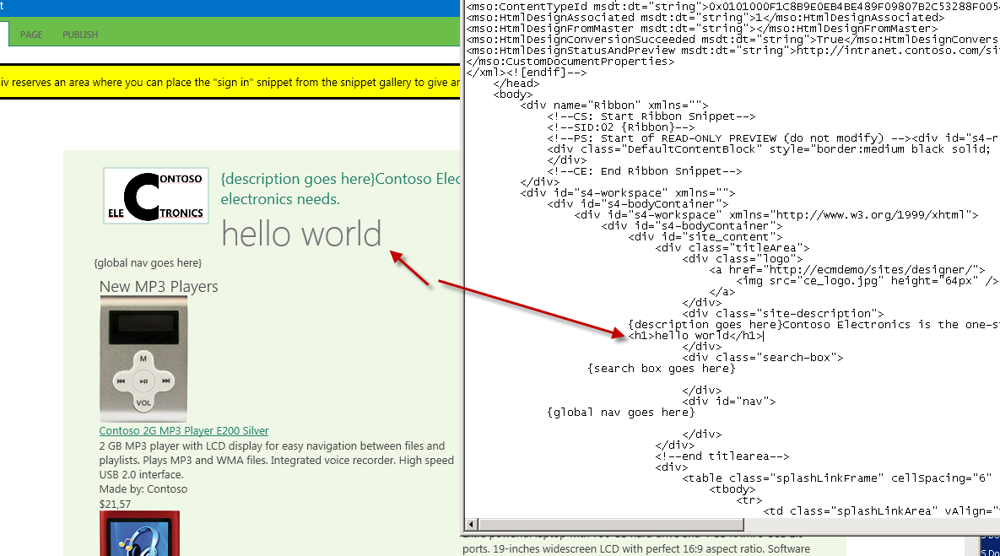 t
PAGE PUBLISH
iv reserves an area where you can place the "sign in" snippet from the snippet gallery to give an
CONTOSO
ELECTRONICS
{description goes here}Contoso Elec
electronics needs.
hello world
{global nav goes here}
New MP3 Players
M
VOL
Contoso 2G MP3 Player E200 Silver
2 GB MP3 player with LCD display for easy navigation between files and
playlists. Plays MP3 and WMA files. Integrated voice recorder. High speed
USB 2.0 interface.
Made by: Contoso
$21,57
<mso:ContentTypeId msdt:dt="string">0x0101000F1C8B9E0EB4BE489F09807B2C53288F0054
<mso:HtmlDesignAssociated msdt:dt="string">1</mso:HtmlDesignAssociated>
<mso:HtmlDesignFromMaster msdt:dt="string"></mso:HtmlDesignFromMaster>
<mso:HtmlDesignConversionSucceeded msdt:dt="string">True</mso:HtmlDesignConvers
<mso:HtmlDesignStatusAndPreview msdt:dt="string">http://intranet.contoso.com/si
</mso:CustomDocumentProperties>
</xml><![endif]-->
</head>
<body>
<div name="Ribbon" xmlns="">
<!--CS: Start Ribbon Snippet-->
<!--SID:02 {Ribbon}-->
<!--PS: Start of READ-ONLY PREVIEW (do not modify) --><div id="s4-r
<div class="DefaultContentBlock" style="border:medium black solid;
</div>
<!--CE: End Ribbon Snippet-->
</div>
<div id="s4-workspace" xmlns="">
<div id="s4-bodyContainer">
<div id="s4-workspace" xmlns="http://www.w3.org/1999/xhtml">
<div id="s4-bodyContainer">
<div id="site_content">
<div class="titleArea">
<div class="logo">
<a href="http://ecmdemo/sites/designer/">
<img src="ce_logo.jpg" height="64px" />
</a>
</div>
<div class="site-description">
{description goes here}Contoso Electronics is the one-s
<h1>hello world</h1>
</div>
<div class="search-box">
{search box goes here}
</div>
<div id="nav">
{global nav goes here}
</div>
</div>
<!--end titlearea-->
<div>
<table class="splashLinkFrame" cellSpacing="6"
<tbody>
<tr>
<td class="splashLinkArea" vAlign="
ports. 19-inches widescreen LCD with perfect 16:9 aspect ratio. Software